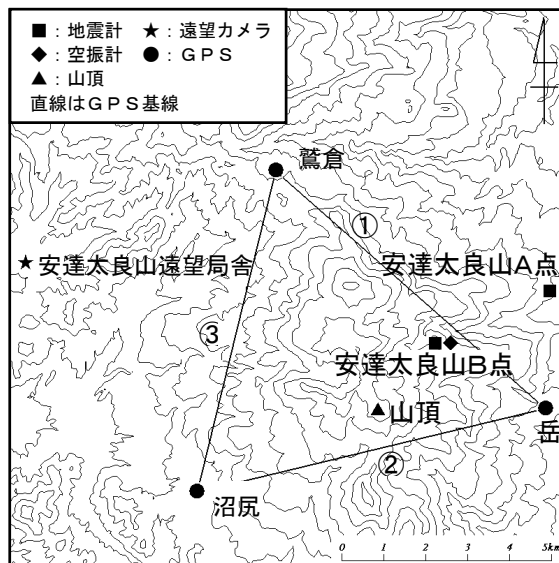 ■：地震計　★：遠望カメラ
◆：空振計　●：ＧＰＳ
▲：山頂
直線はＧＰＳ基線
鷲倉
①
安達太良山遠望局舎
安達太良山Ａ点
③
安達太良山Ｂ点
山頂
岳
②
沼尻
0 1 2 3 4 5km